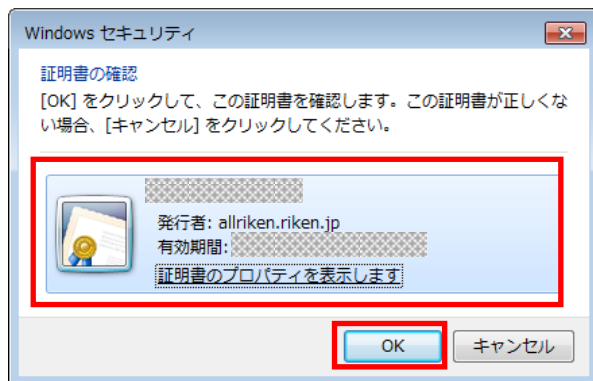 Windows セキュリティ
証明書の確認
[OK] をクリックして、この証明書を確認します。この証明書が正しくな
い場合、[キャンセル] をクリックしてください。
発行者: allriken.riken.jp
有効期間:
証明書のプロパティを表示します
OK
キャンセル